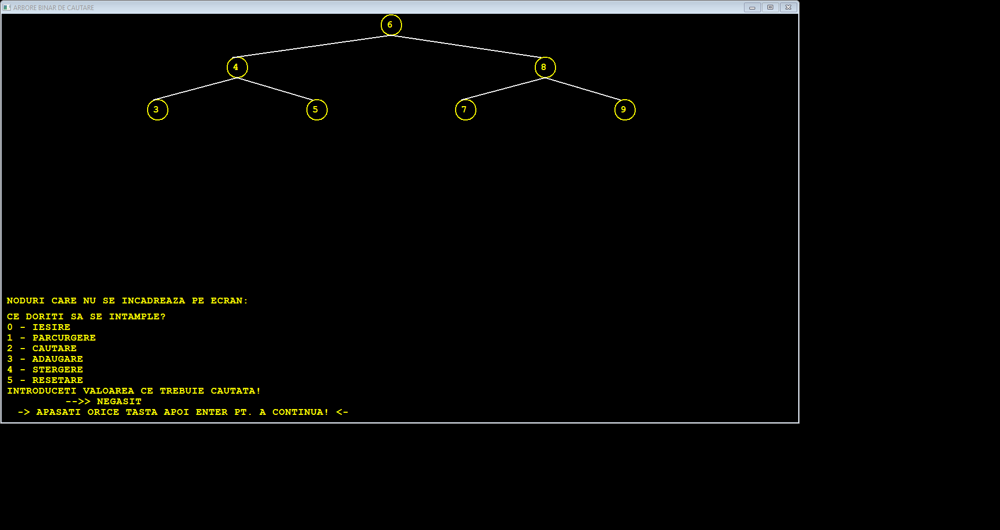 ARBORE BINAR DE CAUTARE
6
4 8
3 5 7 9
NODURI CARE NU SE INCADREAZA PE ECRAN:
CE DORITI SA SE INTAMPLE?
0 - IESIRE
1 - PARCURGERE
2 - CAUTARE
3 - ADAUGARE
4 - STERGERE
5 - RESETARE
INTRODUCETI VALOAREA CE TREBUIE CAUTATA!
-->> NEGASIT
-> APASATI ORICE TASTA APOI ENTER PT. A CONTINUA! <-